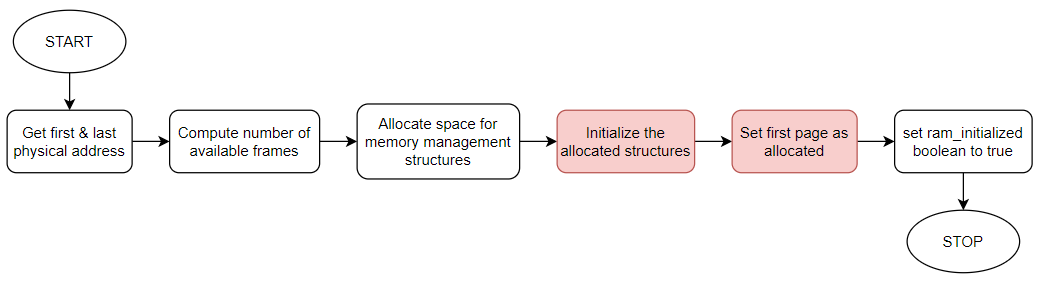 START
Get first & last
physical address
Compute number of
available frames
Allocate space for
memory management
structures
Initialize the
allocated structures
Set first page as
allocated
set ram_initialized
boolean to true
STOP